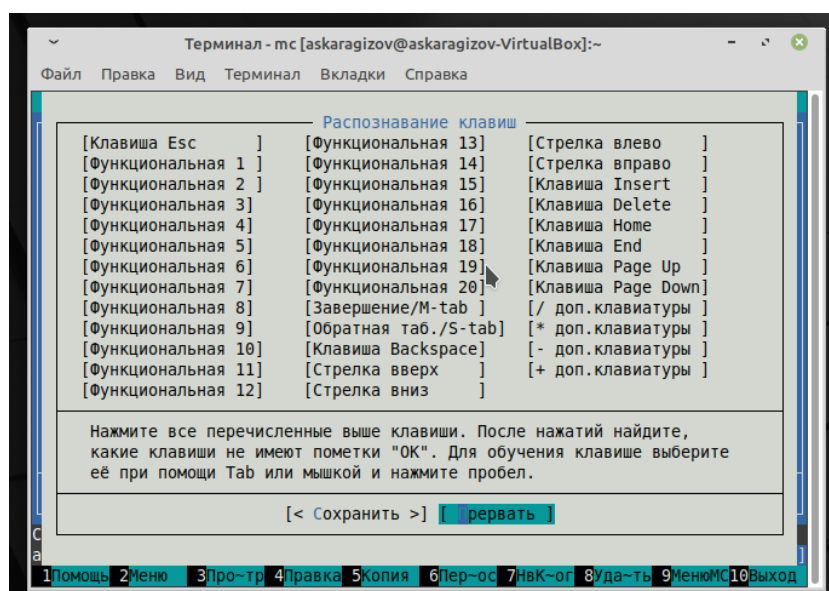 Терминал - mc [askaragizov@askaragizov-VirtualBox]:~
Файл Правка Вид Терминал Вкладки Справка
Распознавание клавиш
[Клавиша Esc ] [Функциональная 13] [Стрелка влево ]
[Функциональная 1 ] [Функциональная 14] [Стрелка вправо ]
[Функциональная 2 ] [Функциональная 15] [Клавиша Insert ]
[Функциональная 3] [Функциональная 16] [Клавиша Delete ]
[Функциональная 4] [Функциональная 17] [Клавиша Home ]
[Функциональная 5] [Функциональная 18] [Клавиша End ]
[Функциональная 6] [Функциональная 19] [Клавиша Page Up ]
[Функциональная 7] [Функциональная 20] [Клавиша Page Down]
[Функциональная 8] [Завершение/M-tab ] [/ доп.клавиатуры ]
[Функциональная 9] [Обратная таб./S-tab] [* доп.клавиатуры ]
[Функциональная 10] [Клавиша Backspace] [- доп.клавиатуры ]
[Функциональная 11] [Стрелка вверх ] [+ доп.клавиатуры ]
[Функциональная 12] [Стрелка вниз ]
Нажмите все перечисленные выше клавиши. После нажатий найдите,
какие клавиши не имеют пометки "OK". Для обучения клавише выберите
её при помощи Tab или мышкой и нажмите пробел.
[< Сохранить >] [ Прервать ]
С
a ]
1Помощь 2Меню 3Про~тр 4Правка 5Копия 6Пер~ос 7НвК~ог 8Уда~ть 9МенюMC 10Выход